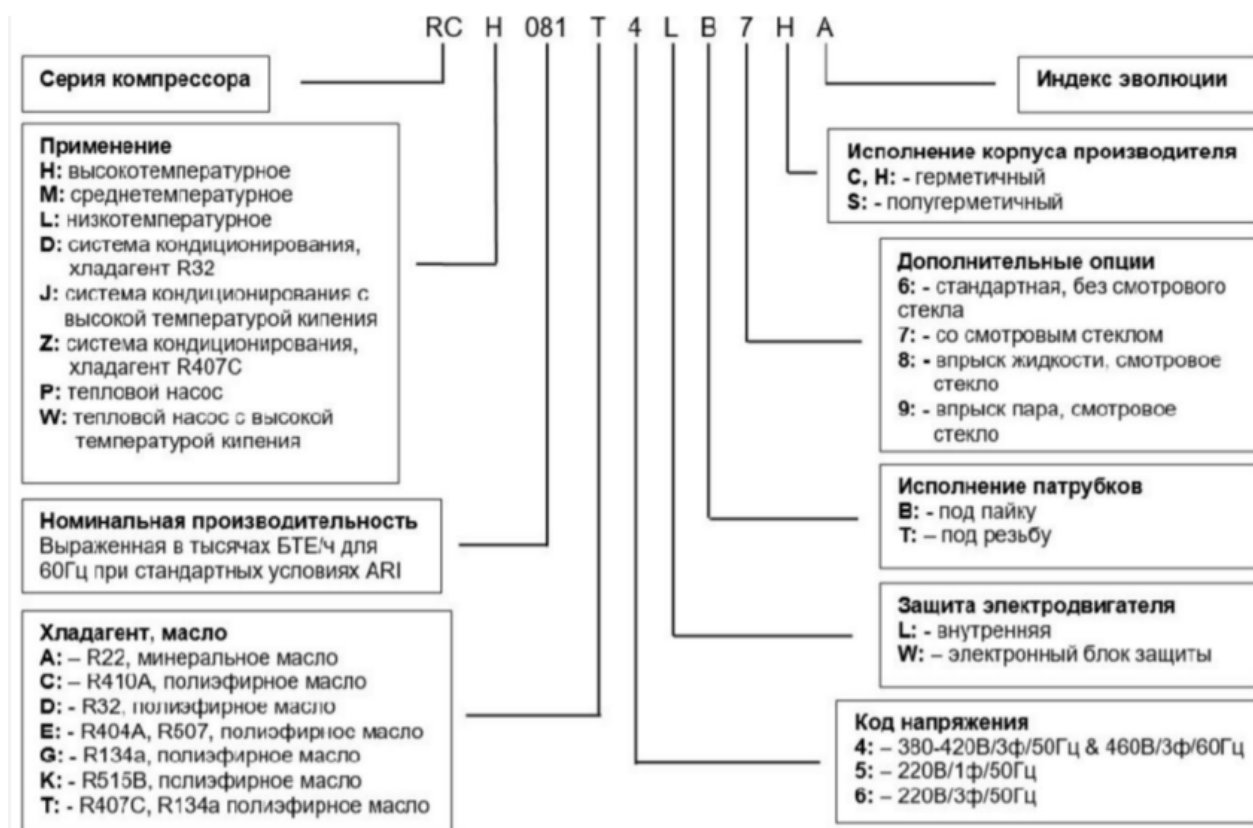 RC H 081 T 4 L B 7 H A
Серия компрессора
Применение
H: высокотемпературное
M: среднетемпературное
L: низкотемпературное
D: система кондиционирования,
хладагент R32
J: система кондиционирования с
высокой температурой кипения
Z: система кондиционирования,
хладагент R407C
P: тепловой насос
W: тепловой насос с высокой
температурой кипения
Номинальная производительность
Выраженная в тысячах БТЕ/ч для
60Гц при стандартных условиях ARI
Хладагент, масло
A: – R22, минеральное масло
C: – R410A, полиэфирное масло
D: - R32, полиэфирное масло
E: - R404A, R507, полиэфирное масло
G: - R134a, полиэфирное масло
K: - R515B, полиэфирное масло
T: - R407C, R134a полиэфирное масло
Индекс эволюции
Исполнение корпуса производителя
C, H: - герметичный
S: - полугерметичный
Дополнительные опции
6: - стандартная, без смотрового
стекла
7: - со смотровым стеклом
8: - впрыск жидкости, смотровое
стекло
9: - впрыск пара, смотровое
стекло
Исполнение патрубков
B: - под пайку
T: – под резьбу
Защита электродвигателя
L: - внутренняя
W: – электронный блок защиты
Код напряжения
4: – 380-420В/3ф/50Гц & 460В/3ф/60Гц
5: – 220В/1ф/50Гц
6: – 220В/3ф/50Гц